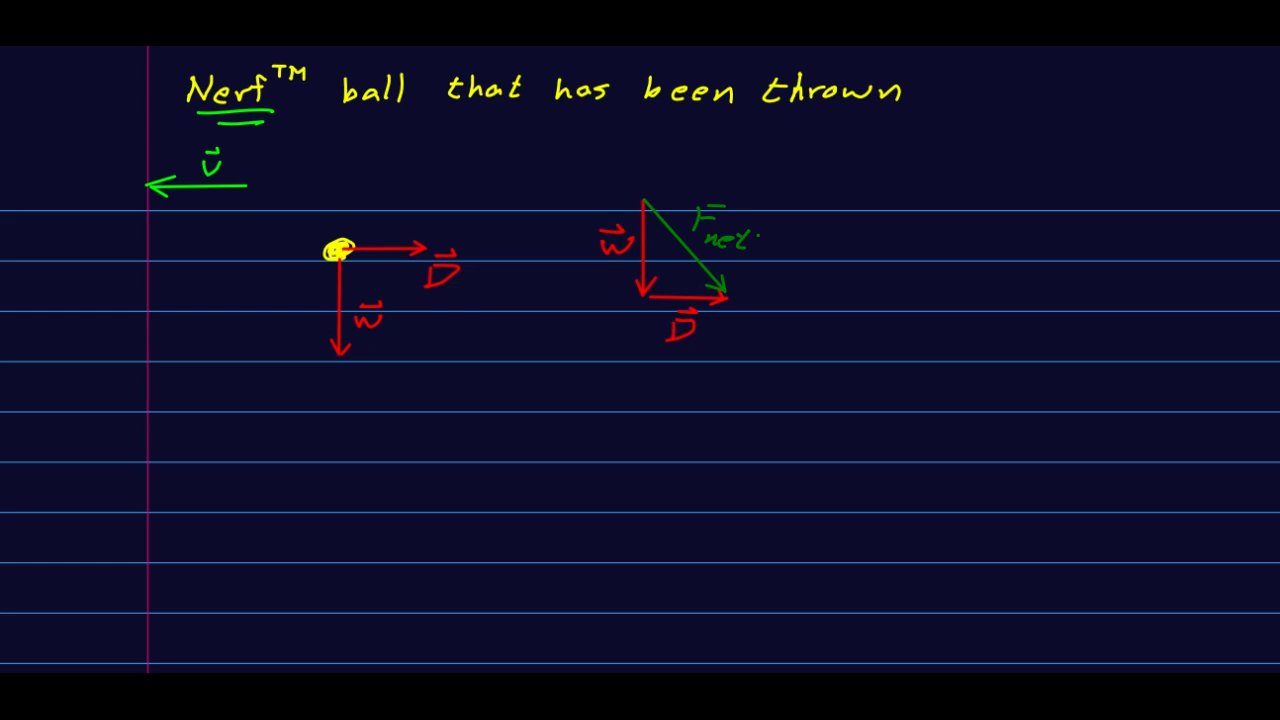 Nerf™ ball that has been thrown
v⃗
D⃗
w⃗
w⃗
F⃗net
D⃗